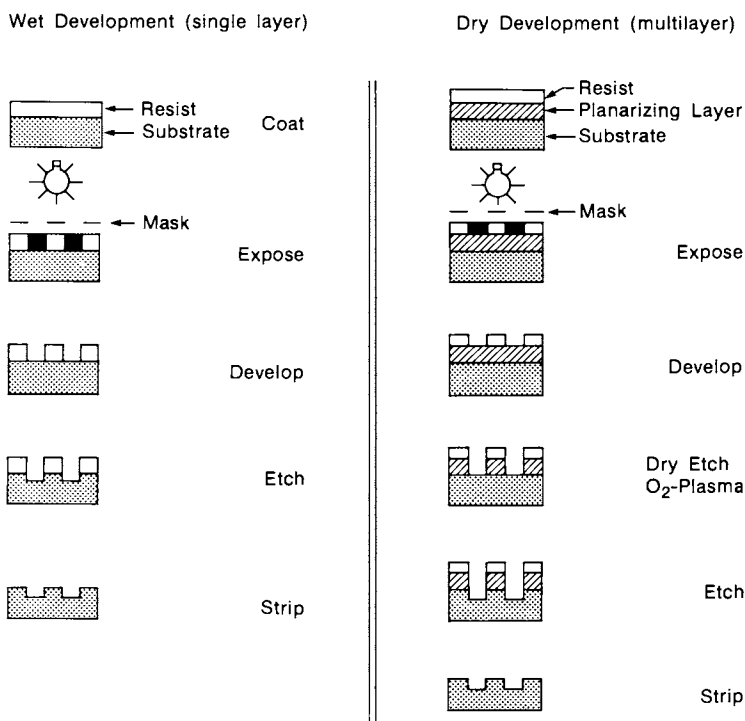 Wet Development (single layer)
Resist
Substrate
Coat
Mask
Expose
Develop
Etch
Strip
Dry Development (multilayer)
Resist
Planarizing Layer
Substrate
Mask
Expose
Develop
Dry Etch
O₂-Plasma
Etch
Strip